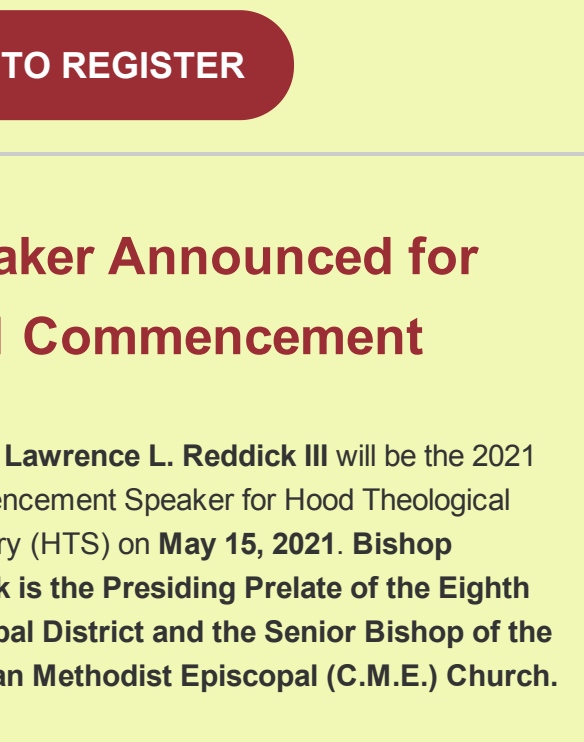 TO REGISTER
aker Announced for
Commencement
Lawrence L. Reddick III will be the 2021
encement Speaker for Hood Theological
ry (HTS) on May 15, 2021. Bishop
k is the Presiding Prelate of the Eighth
pal District and the Senior Bishop of the
an Methodist Episcopal (C.M.E.) Church.